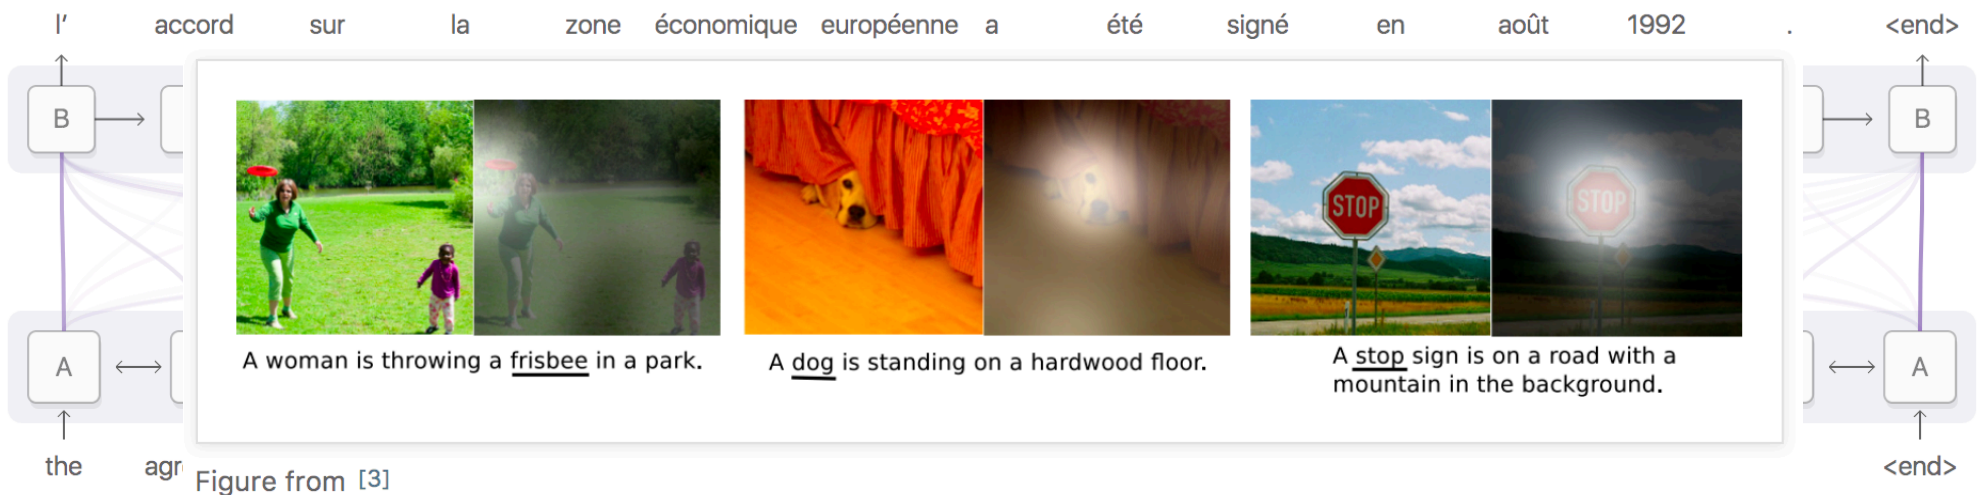 l' accord sur la zone économique européenne a été signé en août 1992 . <end>
B B
STOP STOP
A woman is throwing a frisbee in a park.
A dog is standing on a hardwood floor.
A stop sign is on a road with a
mountain in the background.
A A
the agr <end>
Figure from [3]